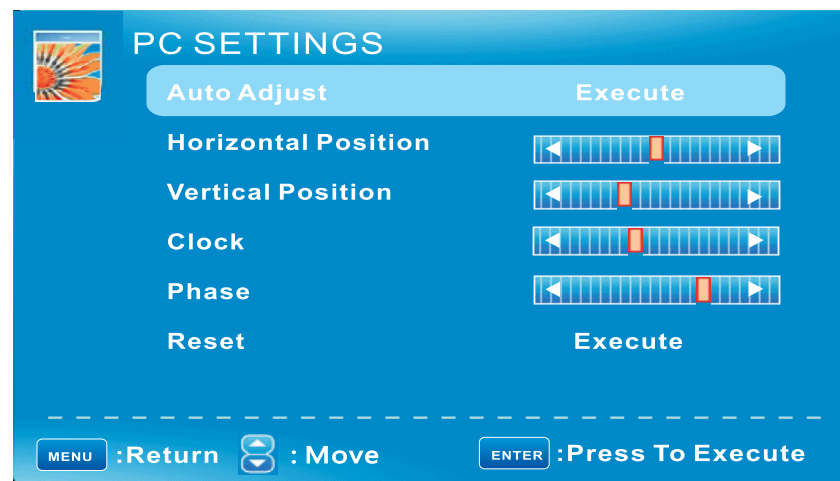 PC SETTINGS
Auto Adjust Execute
Horizontal Position
Vertical Position
Clock
Phase
Reset Execute
MENU :Return : Move ENTER :Press To Execute